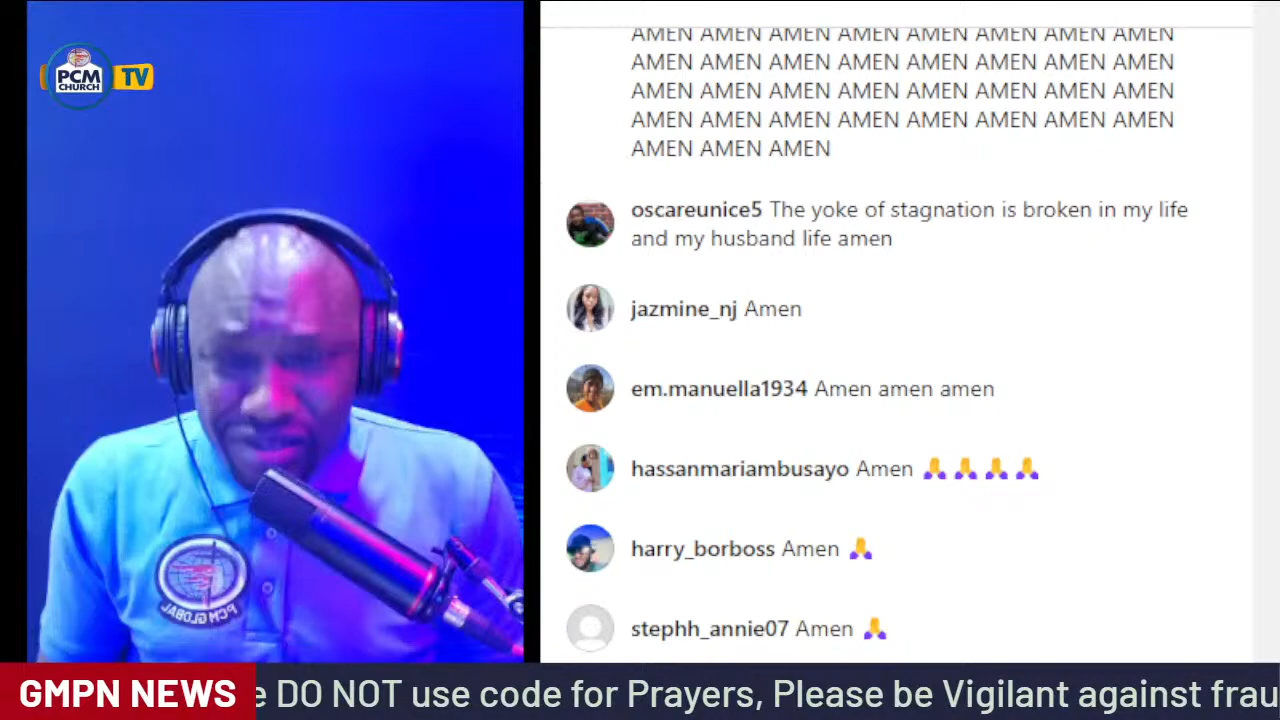 PCM
CHURCH
TV
AMEN AMEN AMEN AMEN AMEN AMEN AMEN AMEN
AMEN AMEN AMEN AMEN AMEN AMEN AMEN AMEN
AMEN AMEN AMEN AMEN AMEN AMEN AMEN AMEN
AMEN AMEN AMEN AMEN AMEN AMEN AMEN AMEN
AMEN AMEN AMEN
oscareunice5 The yoke of stagnation is broken in my life
and my husband life amen
jazmine_nj Amen
em.manuella1934 Amen amen amen
hassanmariambusayo Amen 🙏🙏🙏🙏
harry_borboss Amen 🙏
stephh_annie07 Amen 🙏
PCM GLOBAL
GMPN NEWS e DO NOT use code for Prayers, Please be Vigilant against frau